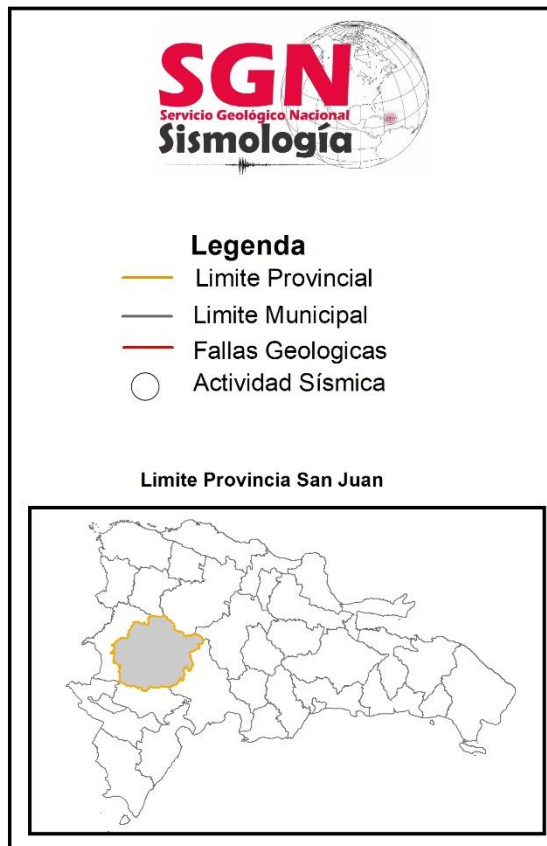 SGN
Servicio Geológico Nacional
Sismología
Legenda
Limite Provincial
Limite Municipal
Fallas Geologicas
Actividad Sísmica
Limite Provincia San Juan